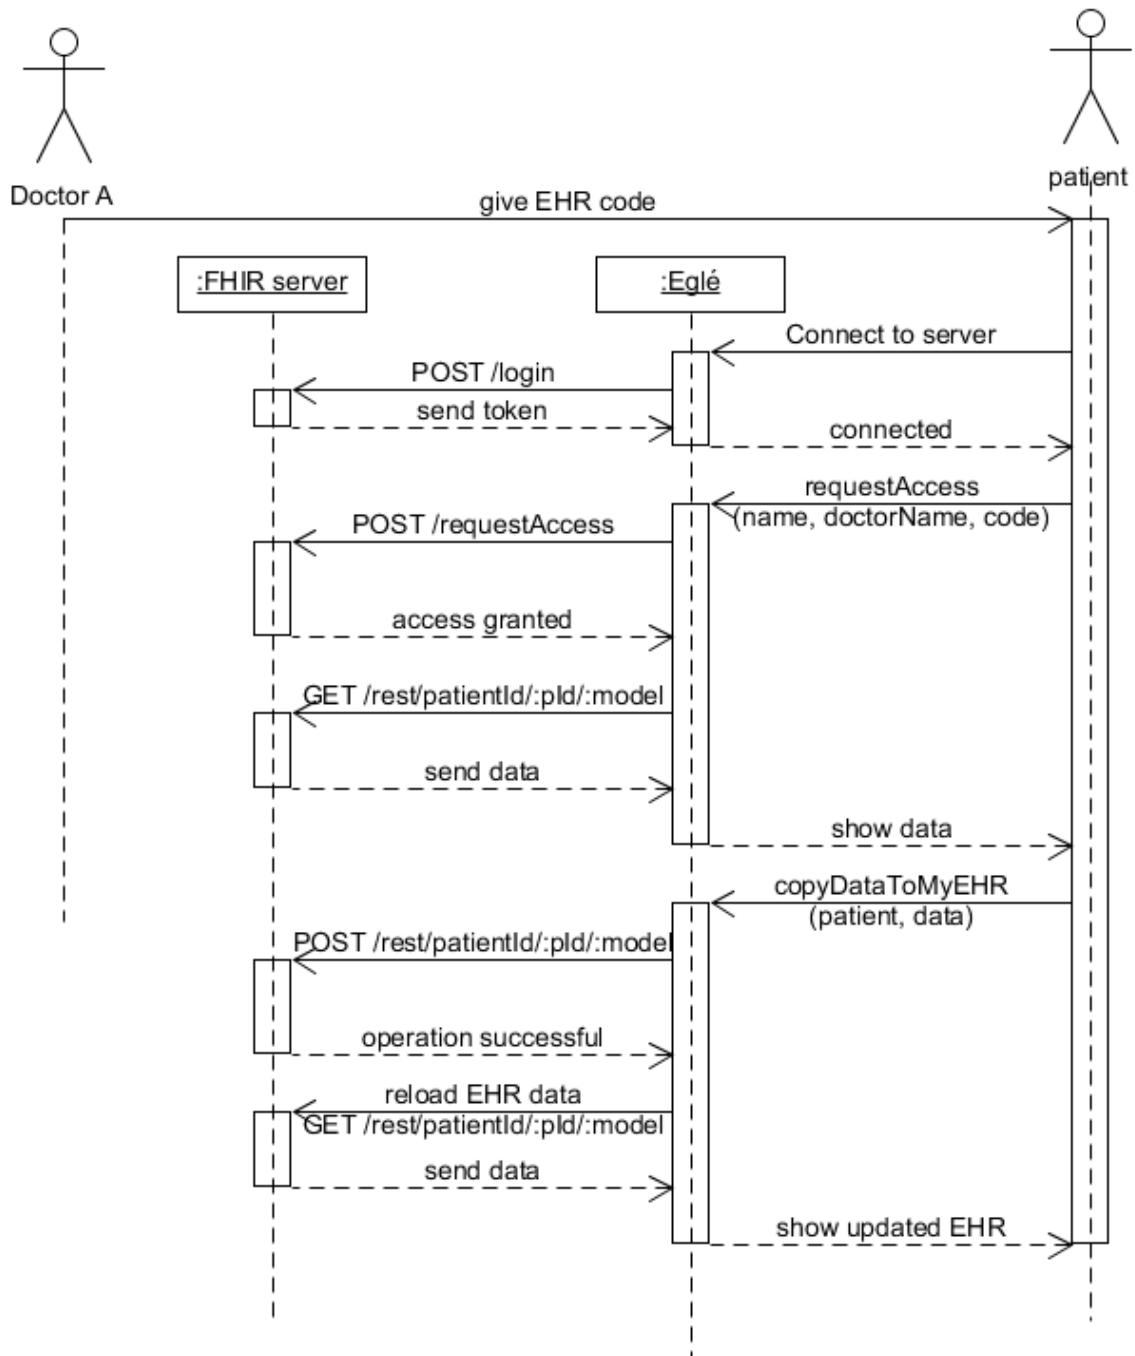 Doctor A
patient
give EHR code
:FHIR server
:Eglé
Connect to server
POST /login
send token
connected
requestAccess
(name, doctorName, code)
POST /requestAccess
access granted
GET /rest/patientId/:pId/:model
send data
show data
copyDataToMyEHR
(patient, data)
POST /rest/patientId/:pId/:model
operation successful
reload EHR data
GET /rest/patientId/:pId/:model
send data
show updated EHR